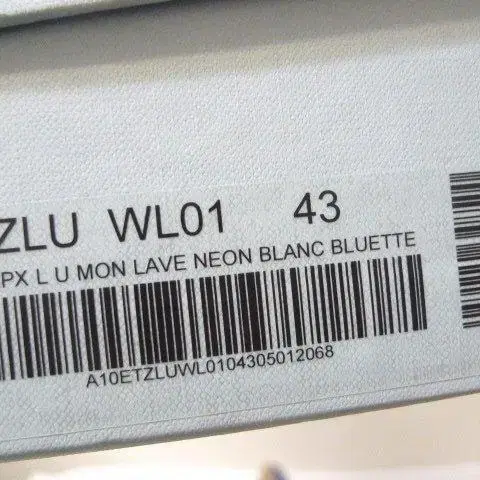 ZLU WL01 43
PX L U MON LAVE NEON BLANC BLUETTE
A10ETZLUWL0104305012068